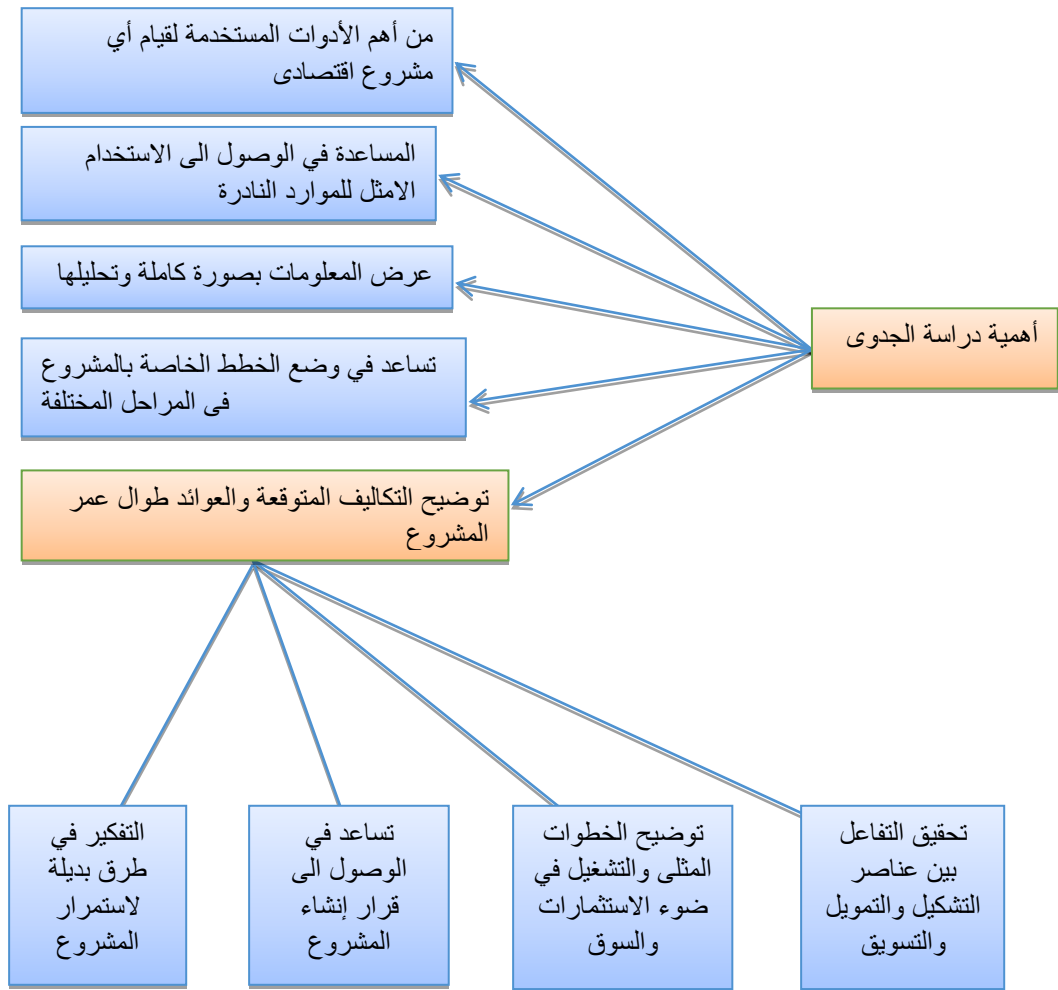 أهمية دراسة الجدوى
من أهم الأدوات المستخدمة لقيام أي
مشروع اقتصادى
المساعدة في الوصول الى الاستخدام
الامثل للموارد النادرة
عرض المعلومات بصورة كاملة وتحليلها
تساعد في وضع الخطط الخاصة بالمشروع
فى المراحل المختلفة
توضيح التكاليف المتوقعة والعوائد طوال عمر
المشروع
تحقيق التفاعل
بين عناصر
التشكيل والتمويل
والتسويق
توضيح الخطوات
المثلى والتشغيل في
ضوء الاستثمارات
والسوق
تساعد في
الوصول الى
قرار إنشاء
المشروع
التفكير في
طرق بديلة
لاستمرار
المشروع